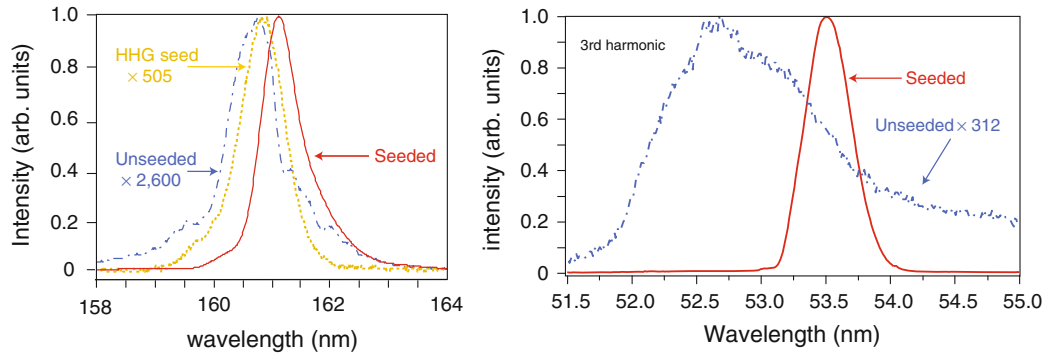 1.0
0.8
0.6
0.4
0.2
0
158
160
162
164
Intensity (arb. units)
wavelength (nm)
HHG seed
× 505
Unseeded
× 2,600
Seeded
1.0
0.8
0.6
0.4
0.2
0
51.5
52.0
52.5
53.0
53.5
54.0
54.5
55.0
intensity (arb. units)
Wavelength (nm)
3rd harmonic
Seeded
Unseeded × 312